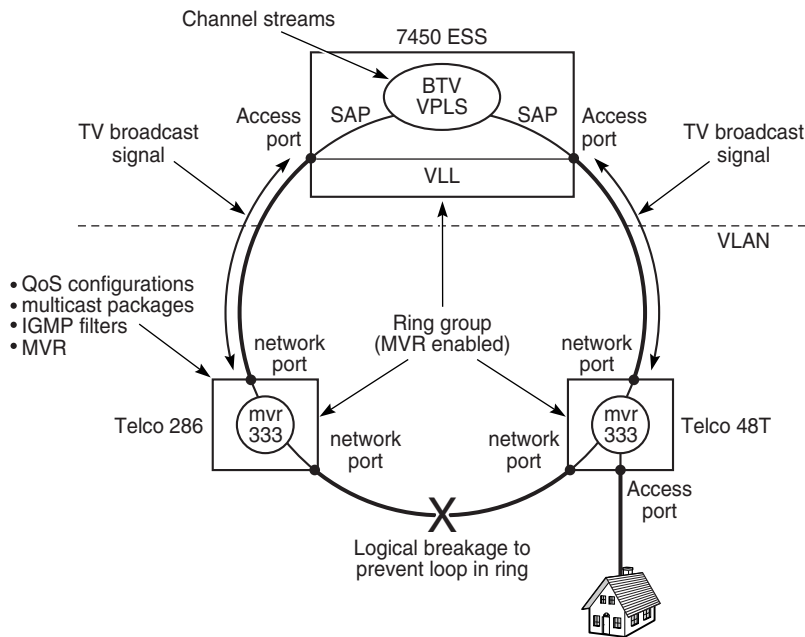 Channel streams
7450 ESS
BTV
VPLS
SAP
SAP
Access
port
Access
port
TV broadcast
signal
TV broadcast
signal
VLL
VLAN
• QoS configurations
• multicast packages
• IGMP filters
• MVR
Ring group
(MVR enabled)
network
port
network
port
Telco 286
mvr
333
mvr
333
Telco 48T
network
port
network
port
Access
port
X
Logical breakage to
prevent loop in ring